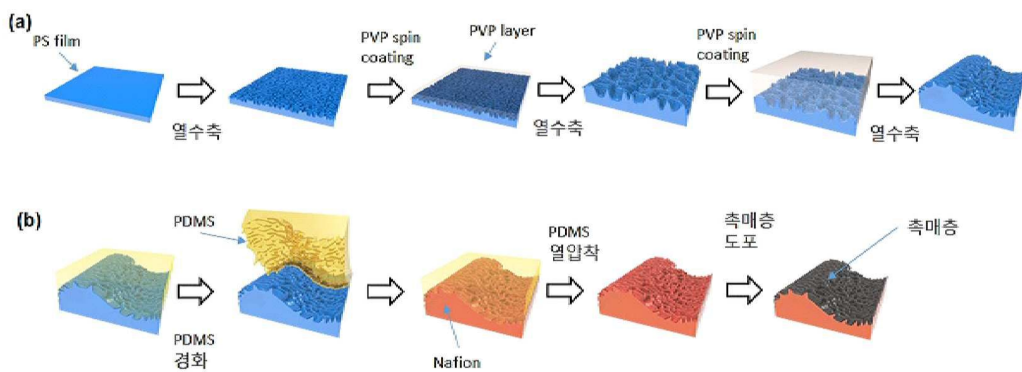 (a)
PS film
열수축
PVP spin
coating
PVP layer
열수축
PVP spin
coating
열수축
(b)
PDMS
경화
PDMS
Nafion
PDMS
열압착
촉매층
도포
촉매층